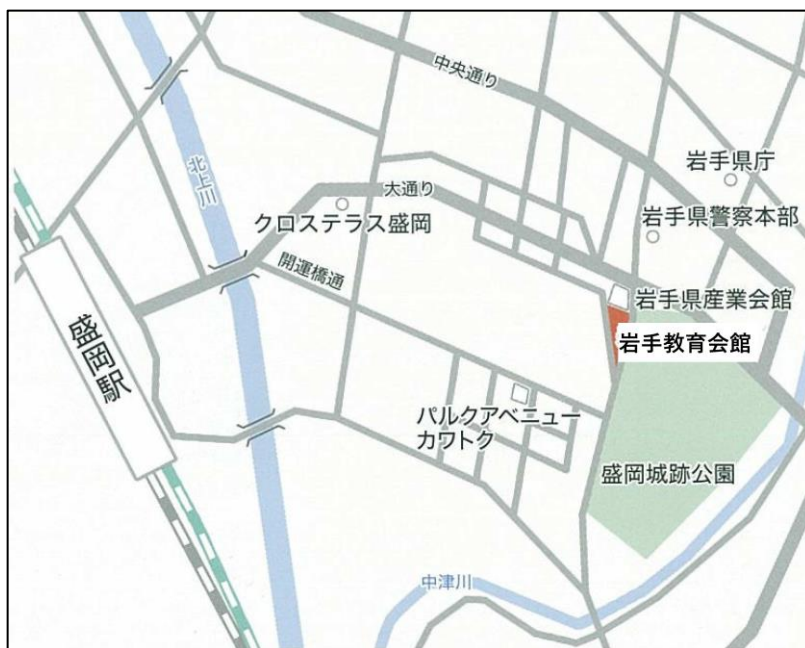 中央通り
岩手県庁
北上川
大通り
クロステラス盛岡
岩手県警察本部
開運橋通
岩手県産業会館
岩手教育会館
盛岡駅
パルクアベニュー
カワトク
盛岡城跡公園
中津川